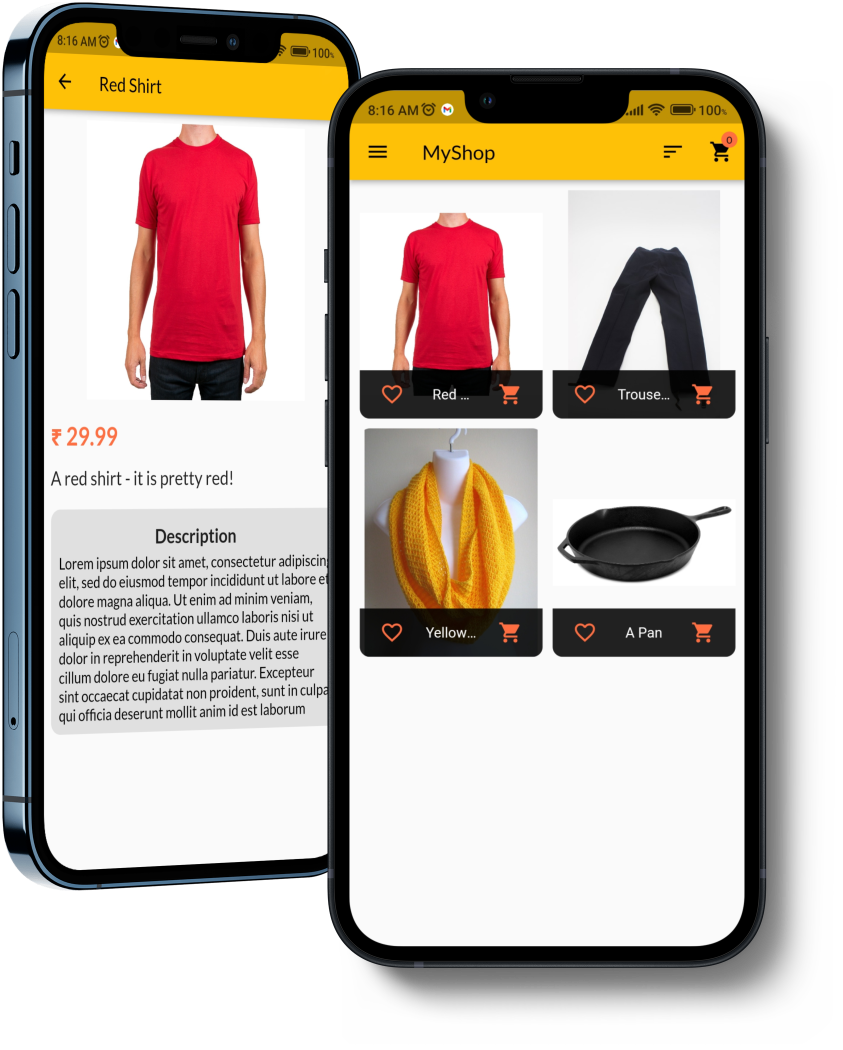 8:16 AM
100%
Red Shirt
₹ 29.99
A red shirt - it is pretty red!
Description
Lorem ipsum dolor sit amet, consectetur adipiscing
elit, sed do eiusmod tempor incididunt ut labore et
dolore magna aliqua. Ut enim ad minim veniam,
quis nostrud exercitation ullamco laboris nisi ut
aliquip ex ea commodo consequat. Duis aute irure
dolor in reprehenderit in voluptate velit esse
cillum dolore eu fugiat nulla pariatur. Excepteur
sint occaecat cupidatat non proident, sunt in culpa
qui officia deserunt mollit anim id est laborum
8:16 AM
100%
MyShop
0
Red ...
Trouse...
Yellow...
A Pan